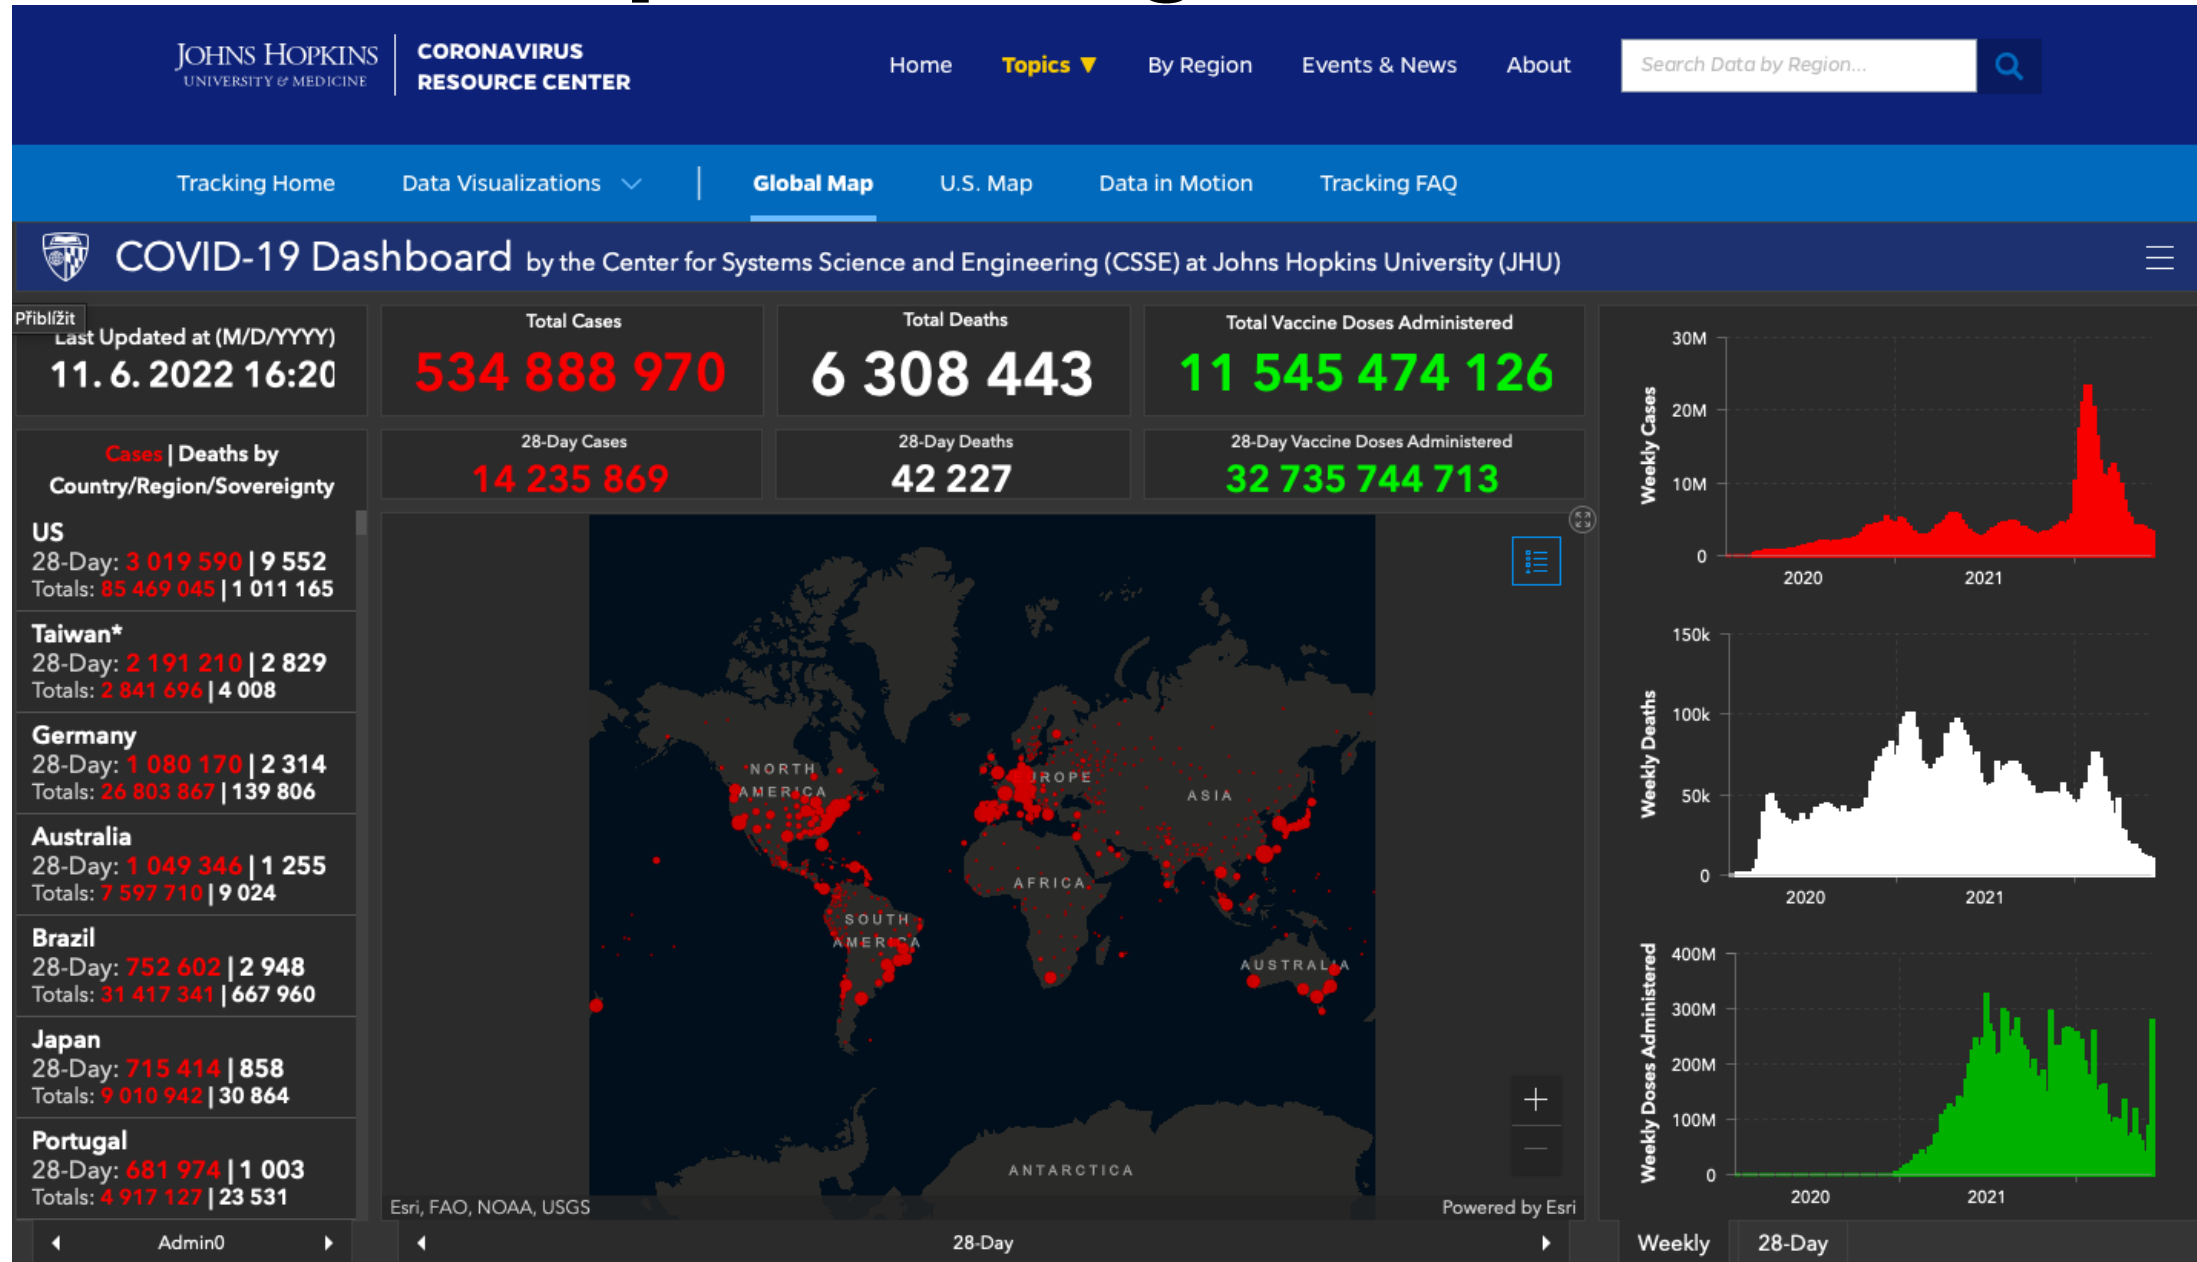 JOHNS HOPKINS
UNIVERSITY & MEDICINE
CORONAVIRUS
RESOURCE CENTER
Home
Topics ▼
By Region
Events & News
About
Search Data by Region...
Tracking Home
Data Visualizations
Global Map
U.S. Map
Data in Motion
Tracking FAQ
COVID-19 Dashboard by the Center for Systems Science and Engineering (CSSE) at Johns Hopkins University (JHU)
Přiblížit
Last Updated at (M/D/YYYY)
11. 6. 2022 16:20
Total Cases
534 888 970
Total Deaths
6 308 443
Total Vaccine Doses Administered
11 545 474 126
28-Day Cases
14 235 869
28-Day Deaths
42 227
28-Day Vaccine Doses Administered
32 735 744 713
Cases | Deaths by
Country/Region/Sovereignty
US
28-Day: 3 019 590 | 9 552
Totals: 85 469 045 | 1 011 165
Taiwan*
28-Day: 2 191 210 | 2 829
Totals: 2 841 696 | 4 008
Germany
28-Day: 1 080 170 | 2 314
Totals: 26 803 867 | 139 806
Australia
28-Day: 1 049 346 | 1 255
Totals: 7 597 710 | 9 024
Brazil
28-Day: 752 602 | 2 948
Totals: 31 417 341 | 667 960
Japan
28-Day: 715 414 | 858
Totals: 9 010 942 | 30 864
Portugal
28-Day: 681 974 | 1 003
Totals: 4 917 127 | 23 531
Admin0
NORTH
AMERICA
EUROPE
ASIA
AFRICA
SOUTH
AMERICA
AUSTRALIA
ANTARCTICA
Esri, FAO, NOAA, USGS
Powered by Esri
28-Day
Weekly Cases
30M
20M
10M
0
2020
2021
Weekly Deaths
150k
100k
50k
0
2020
2021
Weekly Doses Administered
400M
300M
200M
100M
0
2020
2021
Weekly
28-Day